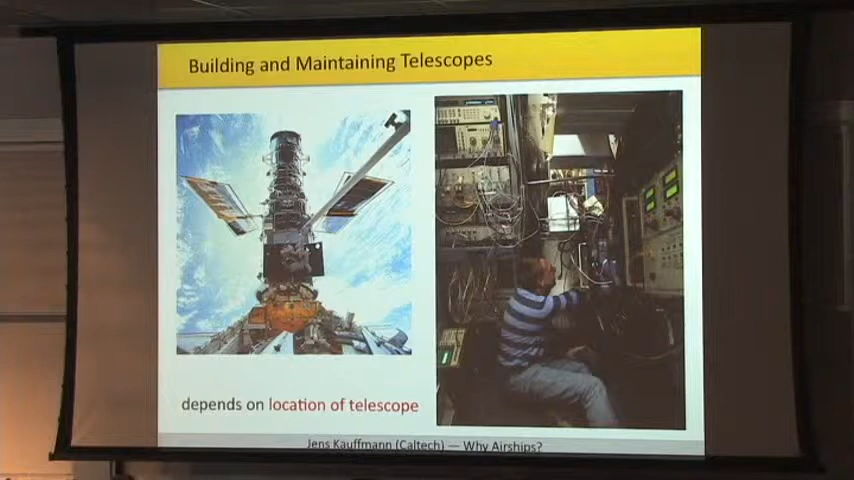 Building and Maintaining Telescopes
depends on location of telescope
Jens Kauffmann (Caltech) — Why Airships?